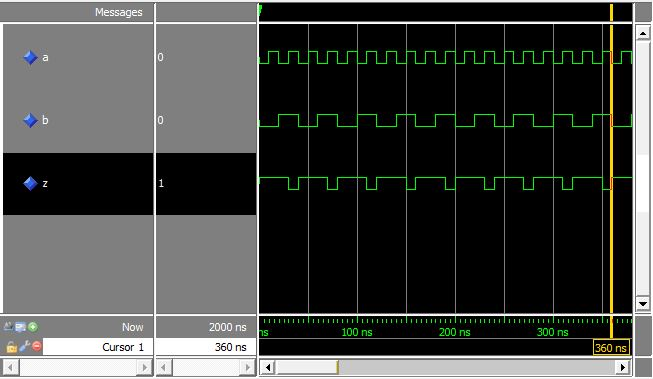 Messages
a 0
b 0
z 1
Now 2000 ns
ns 100 ns 200 ns 300 ns
Cursor 1 360 ns
360 ns